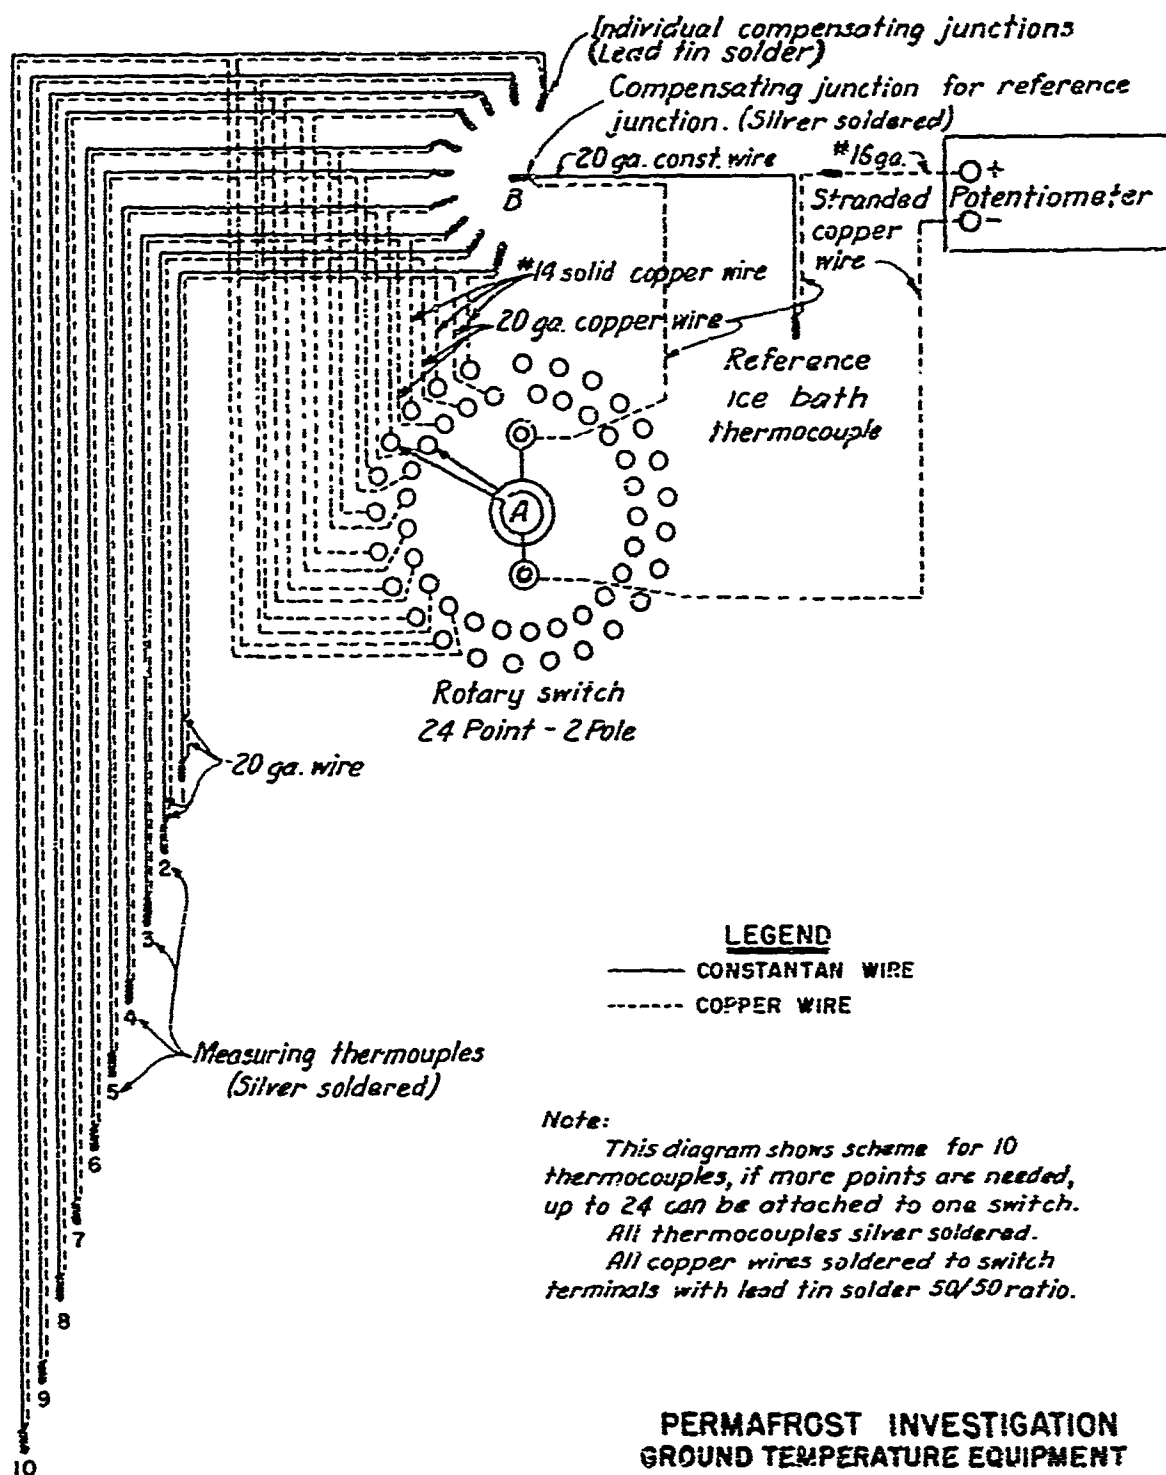 Individual compensating junctions
(Lead tin solder)
Compensating junction for reference
junction. (Silver soldered)
20 ga. const. wire
#16 ga.
+
B
Stranded
Potentiometer
-
copper
wire
#14 solid copper wire
20 ga. copper wire
Reference
ice bath
thermocouple
A
Rotary switch
24 Point - 2 Pole
20 ga. wire
2
3
4
5
6
7
8
9
10
Measuring thermouples
(Silver soldered)
LEGEND
CONSTANTAN WIRE
COPPER WIRE
Note:
This diagram shows scheme for 10
thermocouples, if more points are needed,
up to 24 can be attached to one switch.
All thermocouples silver soldered.
All copper wires soldered to switch
terminals with lead tin solder 50/50 ratio.
PERMAFROST INVESTIGATION
GROUND TEMPERATURE EQUIPMENT